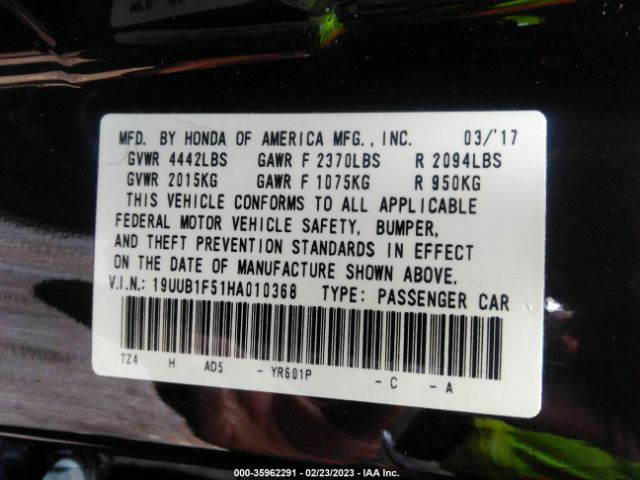 MFD. BY HONDA OF AMERICA MFG., INC. 03/'17
GVWR 4442LBS GAWR F 2370LBS R 2094LBS
GVWR 2015KG GAWR F 1075KG R 950KG
THIS VEHICLE CONFORMS TO ALL APPLICABLE
FEDERAL MOTOR VEHICLE SAFETY, BUMPER,
AND THEFT PREVENTION STANDARDS IN EFFECT
ON THE DATE OF MANUFACTURE SHOWN ABOVE.
V.I.N.: 19UUB1F51HA010368 TYPE: PASSENGER CAR
TZ4 H AD5 - YR601P - C - A
000-35962291 - 02/23/2023 - IAA Inc.